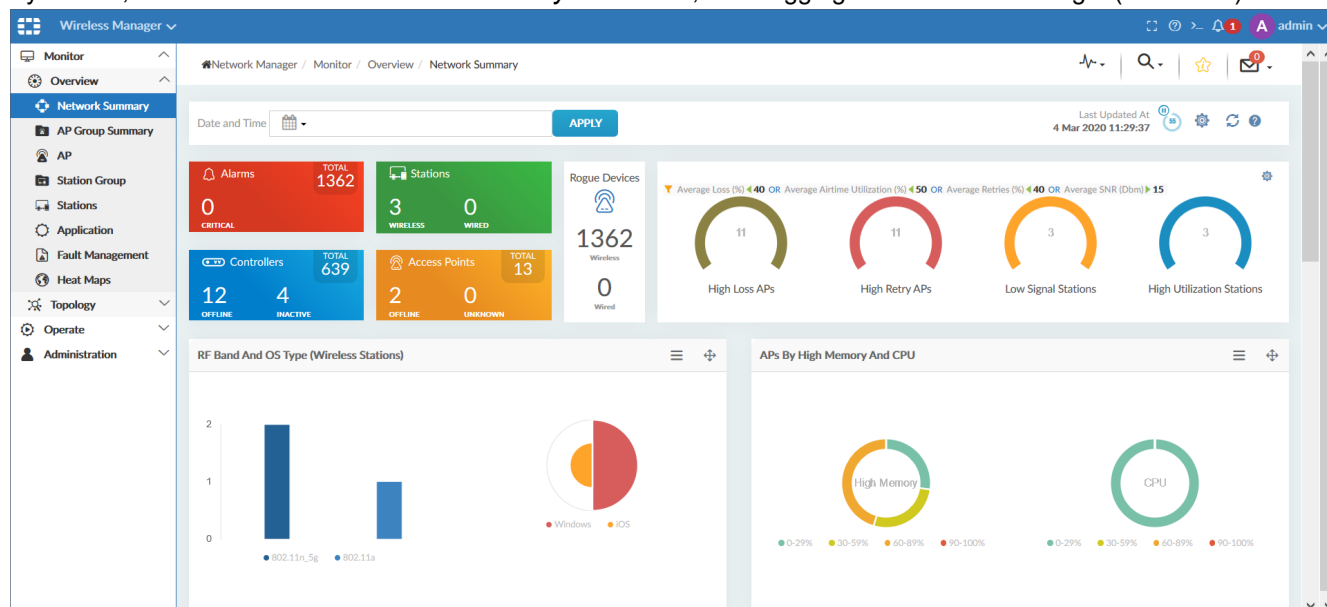 Wireless Manager
1
A admin
Monitor
Overview
Network Summary
AP Group Summary
AP
Station Group
Stations
Application
Fault Management
Heat Maps
Topology
Operate
Administration
Network Manager / Monitor / Overview / Network Summary
0
Date and Time
APPLY
Last Updated At
4 Mar 2020 11:29:37
55
Alarms
TOTAL
1362
0
CRITICAL
Stations
3 0
WIRELESS WIRED
Controllers
TOTAL
639
12 4
OFFLINE INACTIVE
Access Points
TOTAL
13
2 0
OFFLINE UNKNOWN
Rogue Devices
1362
Wireless
0
Wired
Average Loss (%) 40 OR Average Airtime Utilization (%) 50 OR Average Retries (%) 40 OR Average SNR (Dbm) 15
11 11 3 3
High Loss APs High Retry APs Low Signal Stations High Utilization Stations
RF Band And OS Type (Wireless Stations)
2
1
0
802.11n_5g 802.11a
Windows iOS
APs By High Memory And CPU
High Memory
0-29% 30-59% 60-89% 90-100%
CPU
0-29% 30-59% 60-89% 90-100%